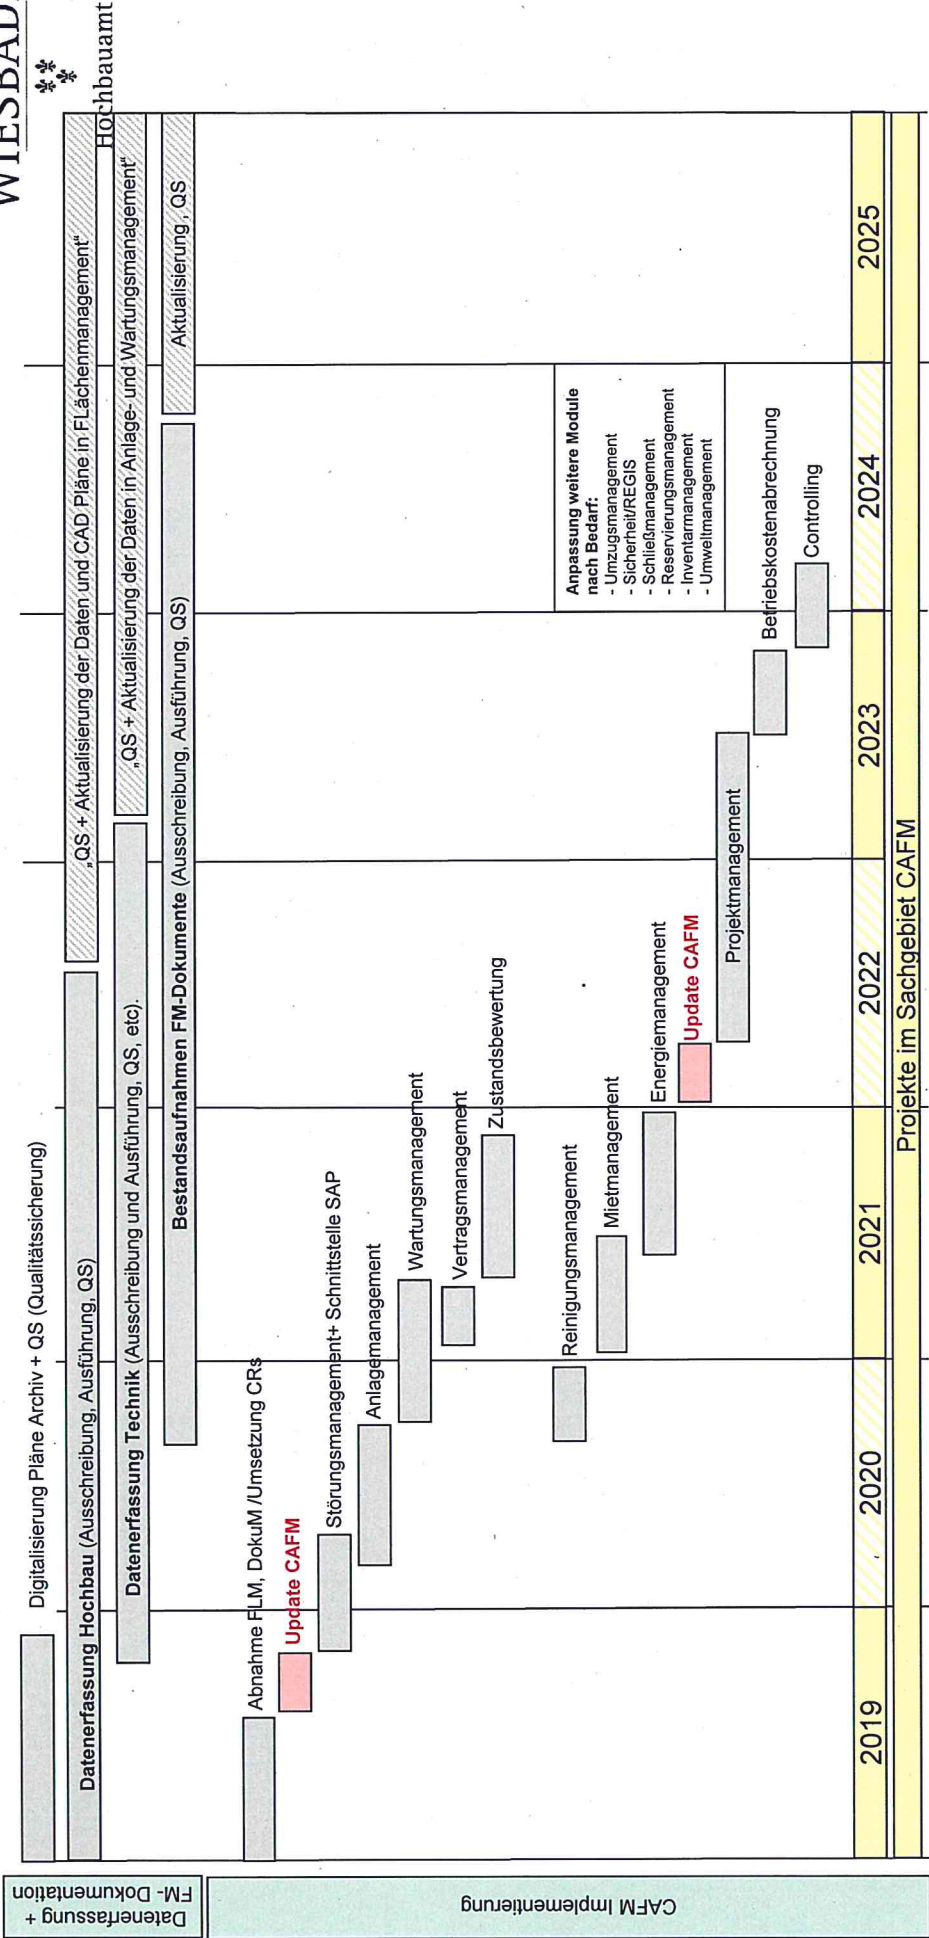 WIESBAD
Hochbauamt
Datenerfassung +
FM- Dokumentation
Digitalisierung Pläne Archiv + QS (Qualitätssicherung)
Datenerfassung Hochbau (Ausschreibung, Ausführung, QS)
„QS + Aktualisierung der Daten und CAD Pläne in FLächenmanagement“
Datenerfassung Technik (Ausschreibung und Ausführung, QS, etc).
„QS + Aktualisierung der Daten in Anlage- und Wartungsmanagement“
Bestandsaufnahmen FM-Dokumente (Ausschreibung, Ausführung, QS)
Aktualisierung , QS
CAFM Implementierung
Abnahme FLM, DokuM /Umsetzung CRs
Update CAFM
Störungsmanagement+ Schnittstelle SAP
Anlagemanagement
Wartungsmanagement
Vertragsmanagement
Zustandsbewertung
Reinigungsmanagement
Mietmanagement
Energiemanagement
Update CAFM
Projektmanagement
Betriebskostenabrechnung
Controlling
Anpassung weitere Module
nach Bedarf:
- Umzugsmanagement
- Sicherheit/REGIS
- Schließmanagement
- Reservierungsmanagement
- Inventarmanagement
- Umweltmanagement
2019 2020 2021 2022 2023 2024 2025
Projekte im Sachgebiet CAFM